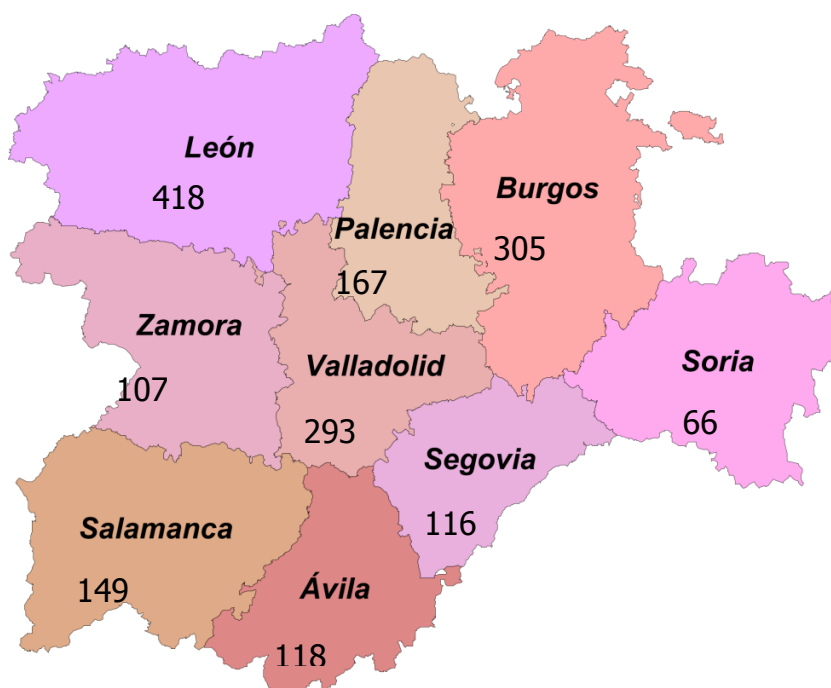 León
418
Palencia
167
Burgos
305
Zamora
107
Valladolid
293
Soria
66
Segovia
116
Salamanca
149
Ávila
118